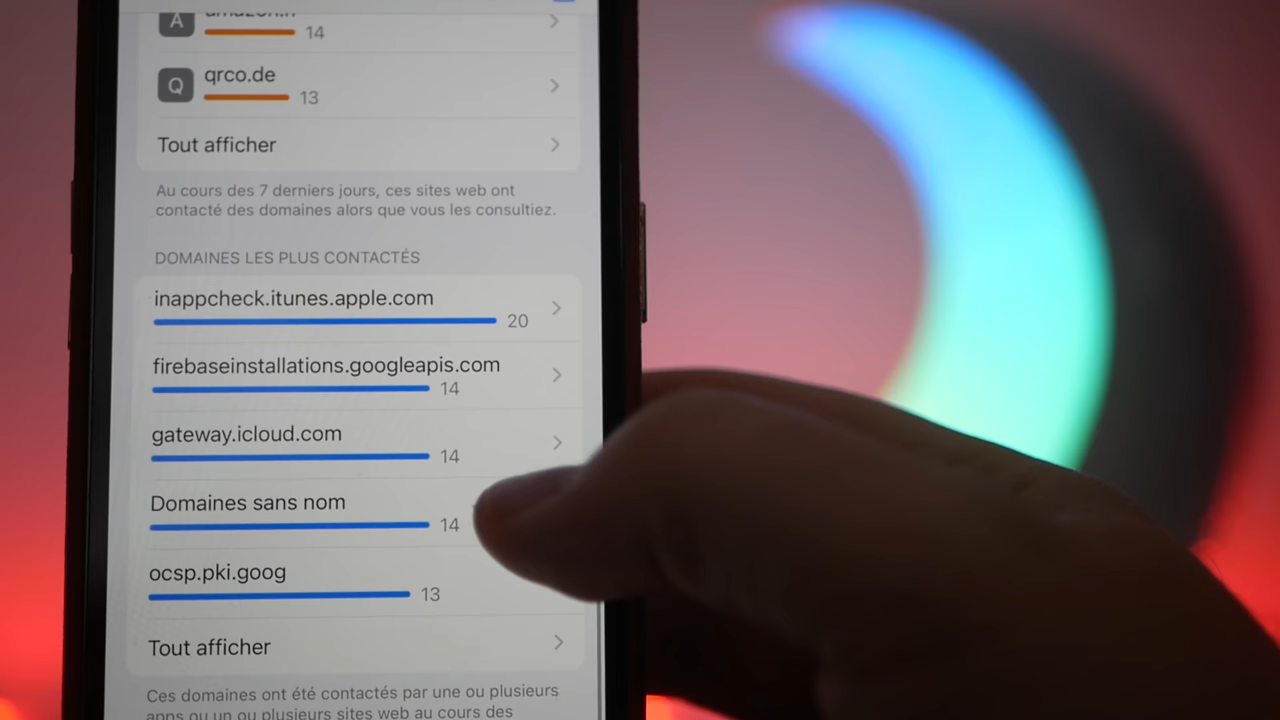 A
14
qrco.de
Q
13
Tout afficher
Au cours des 7 derniers jours, ces sites web ont
contacté des domaines alors que vous les consultiez.
DOMAINES LES PLUS CONTACTÉS
inappcheck.itunes.apple.com
20
firebaseinstallations.googleapis.com
14
gateway.icloud.com
14
Domaines sans nom
14
ocsp.pki.goog
13
Tout afficher
Ces domaines ont été contactés par une ou plusieurs
apps ou un ou plusieurs sites web au cours des